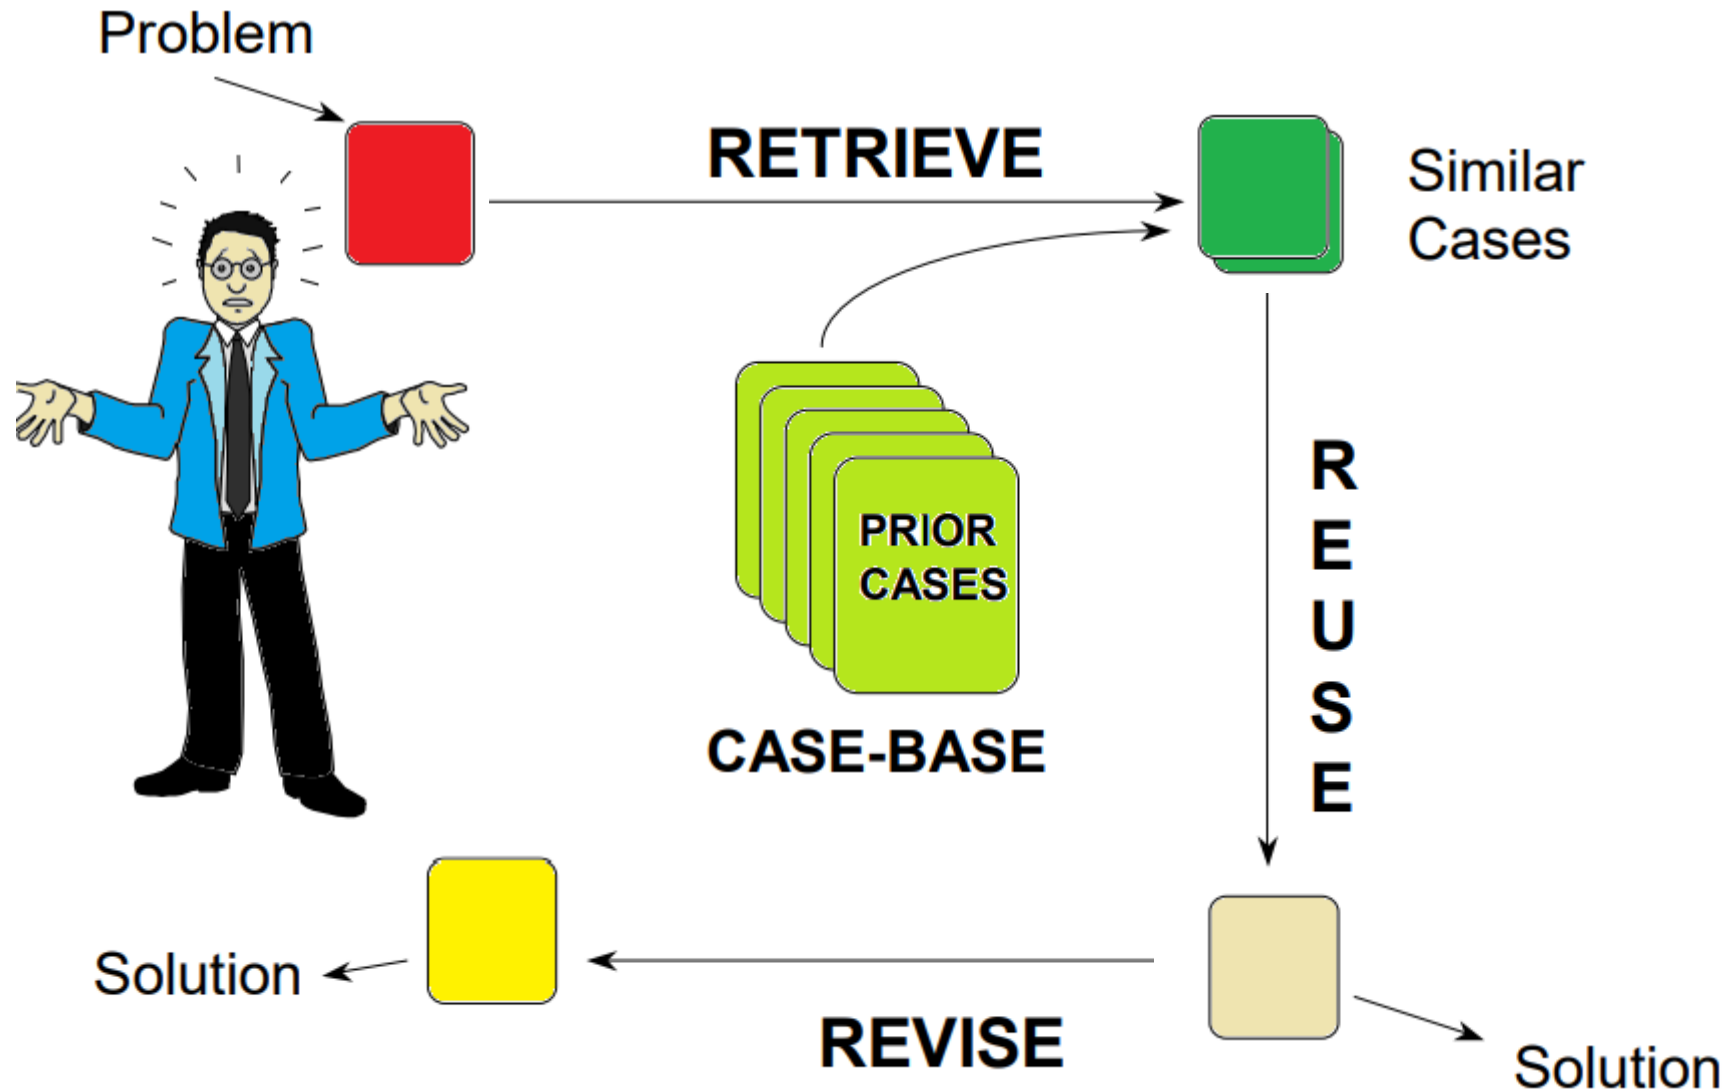 Problem
RETRIEVE
Similar
Cases
PRIOR
CASES
CASE-BASE
R
E
U
S
E
Solution
REVISE
Solution